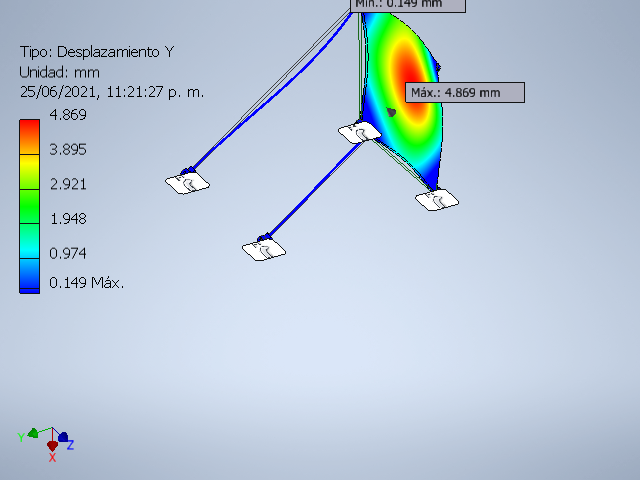 Mín.: 0.149 mm
Tipo: Desplazamiento Y
Unidad: mm
25/06/2021, 11:21:27 p. m.
Máx.: 4.869 mm
4.869
3.895
2.921
1.948
0.974
0.149 Máx.
Y
Z
X